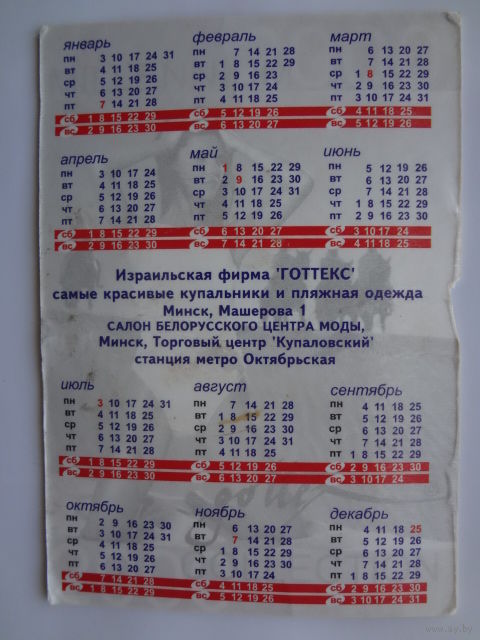 январь
пн 3 10 17 24 31
вт 4 11 18 25
ср 5 12 19 26
чт 6 13 20 27
пт 7 14 21 28
сб 1 8 15 22 29
вс 2 9 16 23 30
февраль
пн 7 14 21 28
вт 1 8 15 22 29
ср 2 9 16 23
чт 3 10 17 24
пт 4 11 18 25
сб 5 12 19 26
вс 6 13 20 27
март
пн 6 13 20 27
вт 7 14 21 28
ср 1 8 15 22 29
чт 2 9 16 23 30
пт 3 10 17 24 31
сб 4 11 18 25
вс 5 12 19 26
апрель
пн 3 10 17 24
вт 4 11 18 25
ср 5 12 19 26
чт 6 13 20 27
пт 7 14 21 28
сб 1 8 15 22 29
вс 2 9 16 23 30
май
пн 1 8 15 22 29
вт 2 9 16 23 30
ср 3 10 17 24 31
чт 4 11 18 25
пт 5 12 19 26
сб 6 13 20 27
вс 7 14 21 28
июнь
пн 5 12 19 26
вт 6 13 20 27
ср 7 14 21 28
чт 1 8 15 22 29
пт 2 9 16 23 30
сб 3 10 17 24
вс 4 11 18 25
Израильская фирма 'ГОТТЕКС'
самые красивые купальники и пляжная одежда
Минск, Машерова 1
САЛОН БЕЛОРУССКОГО ЦЕНТРА МОДЫ,
Минск, Торговый центр 'Купаловский'
станция метро Октябрьская
июль
пн 3 10 17 24 31
вт 4 11 18 25
ср 5 12 19 26
чт 6 13 20 27
пт 7 14 21 28
сб 1 8 15 22 29
вс 2 9 16 23 30
август
пн 7 14 21 28
вт 1 8 15 22 29
ср 2 9 16 23 30
чт 3 10 17 24 31
пт 4 11 18 25
сб 5 12 19 26
вс 6 13 20 27
сентябрь
пн 4 11 18 25
вт 5 12 19 26
ср 6 13 20 27
чт 7 14 21 28
пт 1 8 15 22 29
сб 2 9 16 23 30
вс 3 10 17 24
октябрь
пн 2 9 16 23 30
вт 3 10 17 24 31
ср 4 11 18 25
чт 5 12 19 26
пт 6 13 20 27
сб 7 14 21 28
вс 1 8 15 22 29
ноябрь
пн 6 13 20 27
вт 7 14 21 28
ср 1 8 15 22 29
чт 2 9 16 23 30
пт 3 10 17 24
сб 4 11 18 25
вс 5 12 19 26
декабрь
пн 4 11 18 25
вт 5 12 19 26
ср 6 13 20 27
чт 7 14 21 28
пт 1 8 15 22 29
сб 2 9 16 23 30
вс 3 10 17 24 31
www.ay.by